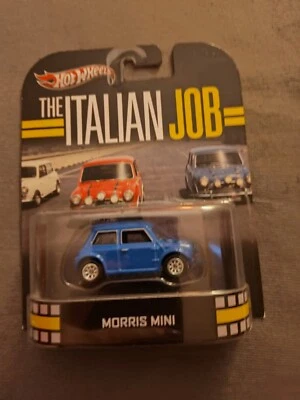 HOT WHEELS
THE ITALIAN JOB
MORRIS MINI